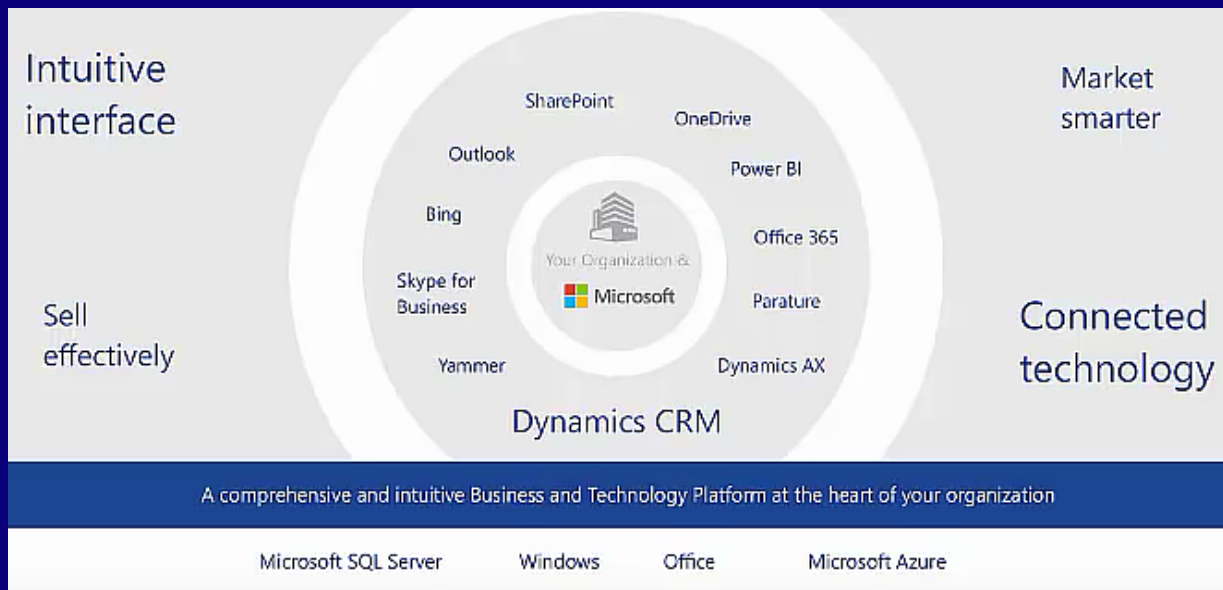 Intuitive
interface
Market
smarter
SharePoint
OneDrive
Outlook
Power BI
Bing
Office 365
Your Organization &
Microsoft
Skype for
Business
Parature
Yammer
Dynamics AX
Dynamics CRM
Sell
effectively
Connected
technology
A comprehensive and intuitive Business and Technology Platform at the heart of your organization
Microsoft SQL Server
Windows
Office
Microsoft Azure